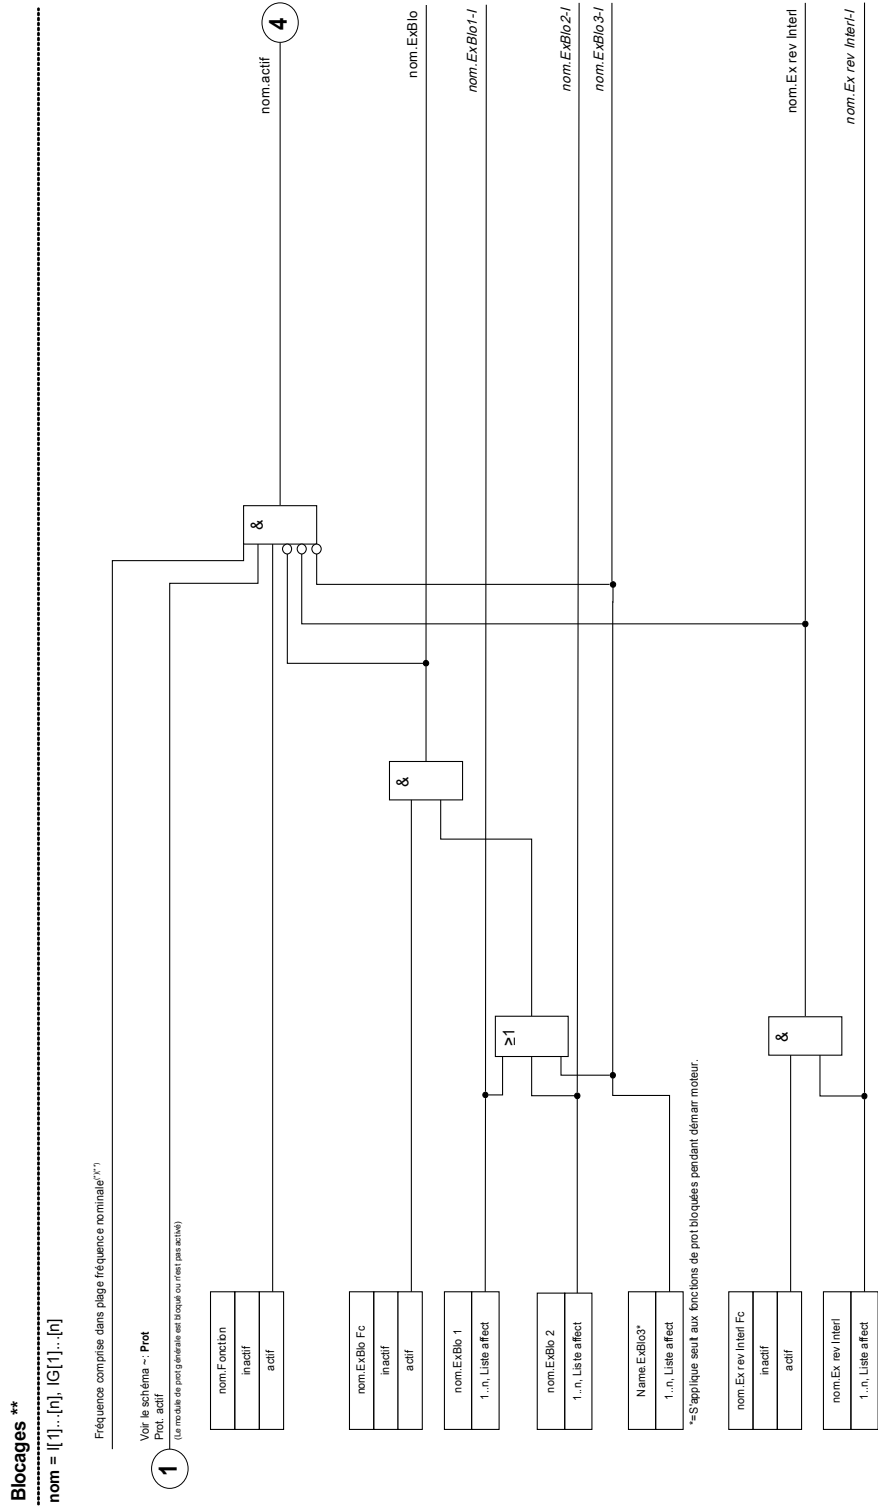 Blocages **
nom = I[1]...[n], IG[1]...[n]
Fréquence comprise dans plage fréquence nominale
1
Voir le schéma ~: Prot
Prot. actif
(Le module de prot générale est bloqué ou n'est pas activé)
nom.Fonction
inactif
actif
&
nom.actif
4
nom.ExBlo Fc
inactif
actif
&
nom.ExBlo
nom.ExBlo 1
1..n, Liste affect
nom.ExBlo1-I
≥1
nom.ExBlo 2
1..n, Liste affect
nom.ExBlo2-I
nom.ExBlo3-I
Name.ExBlo3*
1..n, Liste affect
*=S'applique seult aux fonctions de prot bloquées pendant démarr moteur.
nom.Ex rev Interl Fc
inactif
actif
&
nom.Ex rev Interl
nom.Ex rev Interl
1..n, Liste affect
nom.Ex rev Interl-I